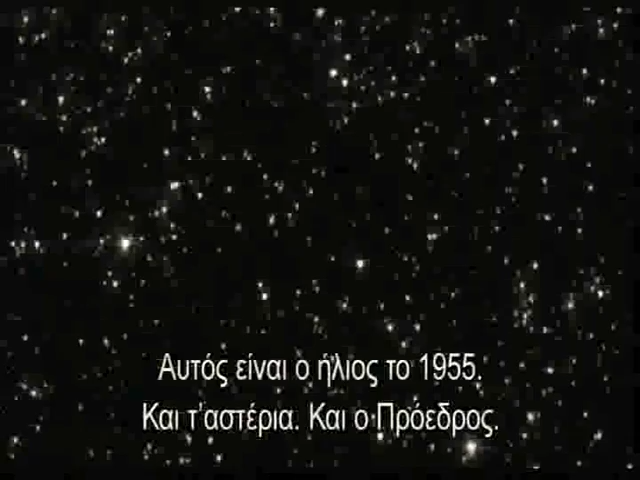 Αυτός είναι ο ήλιος το 1955.
Και τ'αστέρια. Και ο Πρόεδρος.